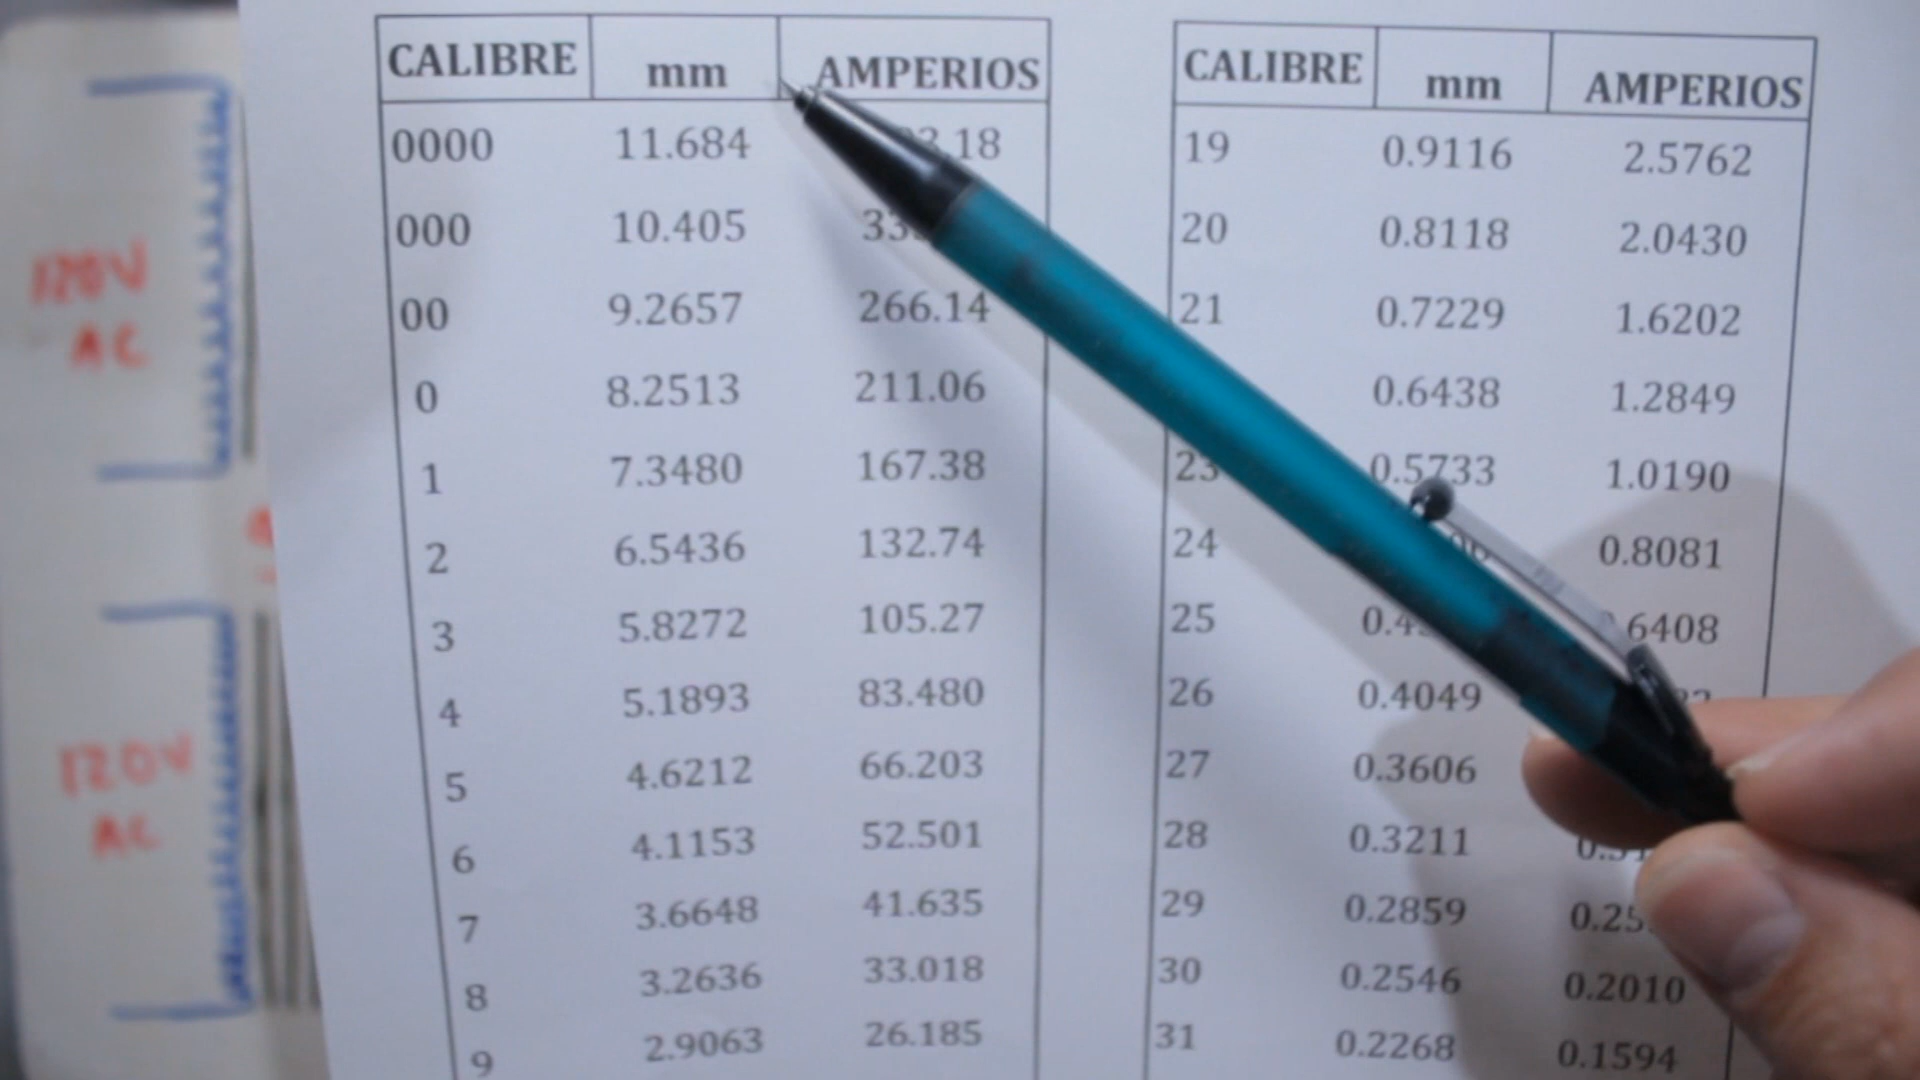 120V
AC
120V
AC
CALIBRE mm AMPERIOS
0000 11.684
000 10.405
00 9.2657 266.14
0 8.2513 211.06
1 7.3480 167.38
2 6.5436 132.74
3 5.8272 105.27
4 5.1893 83.480
5 4.6212 66.203
6 4.1153 52.501
7 3.6648 41.635
8 3.2636 33.018
9 2.9063 26.185
CALIBRE mm AMPERIOS
19 0.9116 2.5762
20 0.8118 2.0430
21 0.7229 1.6202
0.6438 1.2849
23 0.5733 1.0190
24 0.8081
25
26 0.4049
27 0.3606
28 0.3211
29 0.2859
30 0.2546 0.2010
31 0.2268 0.1594